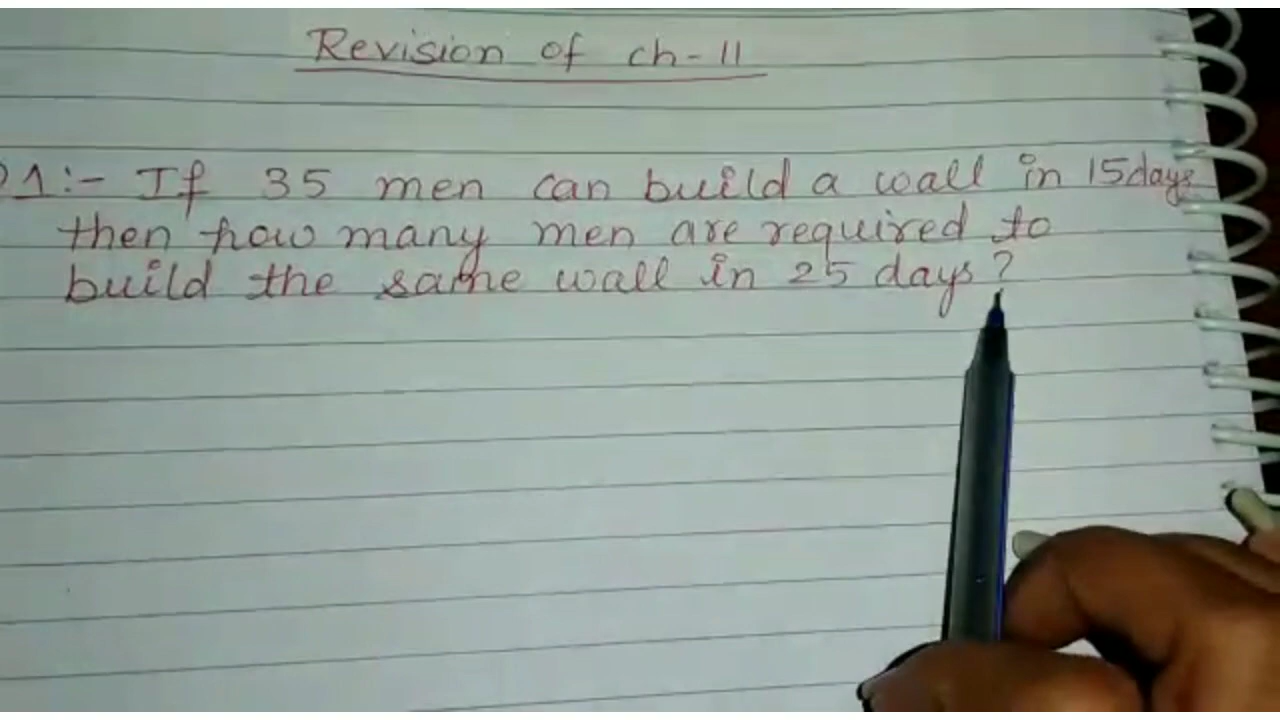 Revision of ch-11
Q1:- If 35 men can build a wall in 15days
then how many men are required to
build the same wall in 25 days?